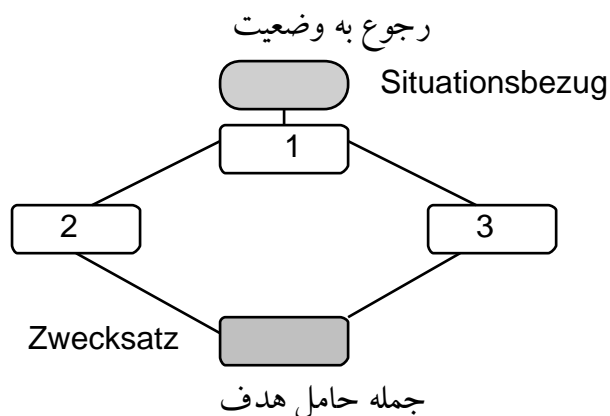 رجوع به وضعیت
Situationsbezug
1
2
3
Zwecksatz
جمله حامل هدف